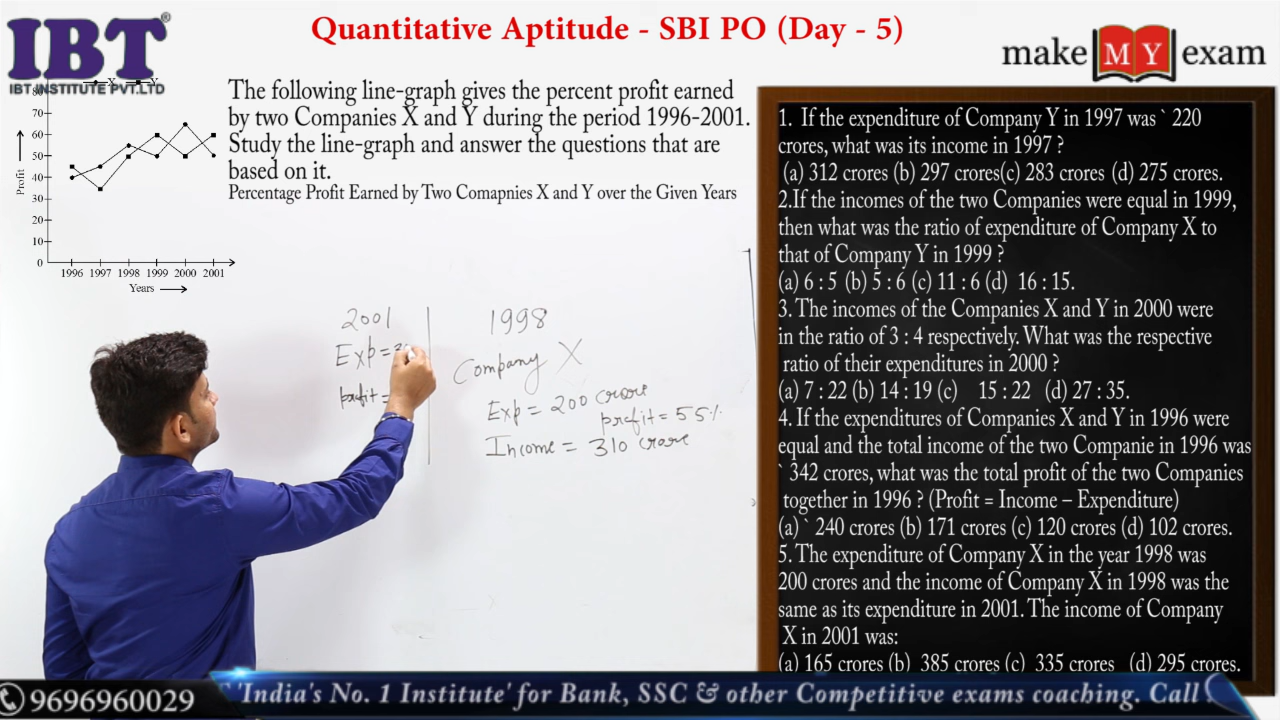 Quantitative Aptitude - SBI PO (Day - 5)
IBT®
IBT INSTITUTE PVT.LTD
make MY exam
X Y
80
70
60
50
40
30
20
10
0
Profit
1996 1997 1998 1999 2000 2001
Years
The following line-graph gives the percent profit earned
by two Companies X and Y during the period 1996-2001.
Study the line-graph and answer the questions that are
based on it.
Percentage Profit Earned by Two Comapnies X and Y over the Given Years
2001
Exp =
profit =
1998
Company X
Exp = 200 crore
profit = 55%
Income = 310 crore
1. If the expenditure of Company Y in 1997 was ` 220
crores, what was its income in 1997 ?
(a) 312 crores (b) 297 crores(c) 283 crores (d) 275 crores.
2.If the incomes of the two Companies were equal in 1999,
then what was the ratio of expenditure of Company X to
that of Company Y in 1999 ?
(a) 6 : 5 (b) 5 : 6 (c) 11 : 6 (d) 16 : 15.
3. The incomes of the Companies X and Y in 2000 were
in the ratio of 3 : 4 respectively. What was the respective
ratio of their expenditures in 2000 ?
(a) 7 : 22 (b) 14 : 19 (c) 15 : 22 (d) 27 : 35.
4. If the expenditures of Companies X and Y in 1996 were
equal and the total income of the two Companie in 1996 was
` 342 crores, what was the total profit of the two Companies
together in 1996 ? (Profit = Income – Expenditure)
(a) ` 240 crores (b) 171 crores (c) 120 crores (d) 102 crores.
5. The expenditure of Company X in the year 1998 was
200 crores and the income of Company X in 1998 was the
same as its expenditure in 2001. The income of Company
X in 2001 was:
(a) 165 crores (b) 385 crores (c) 335 crores (d) 295 crores.
9696960029
'India's No. 1 Institute' for Bank, SSC & other Competitive exams coaching. Call